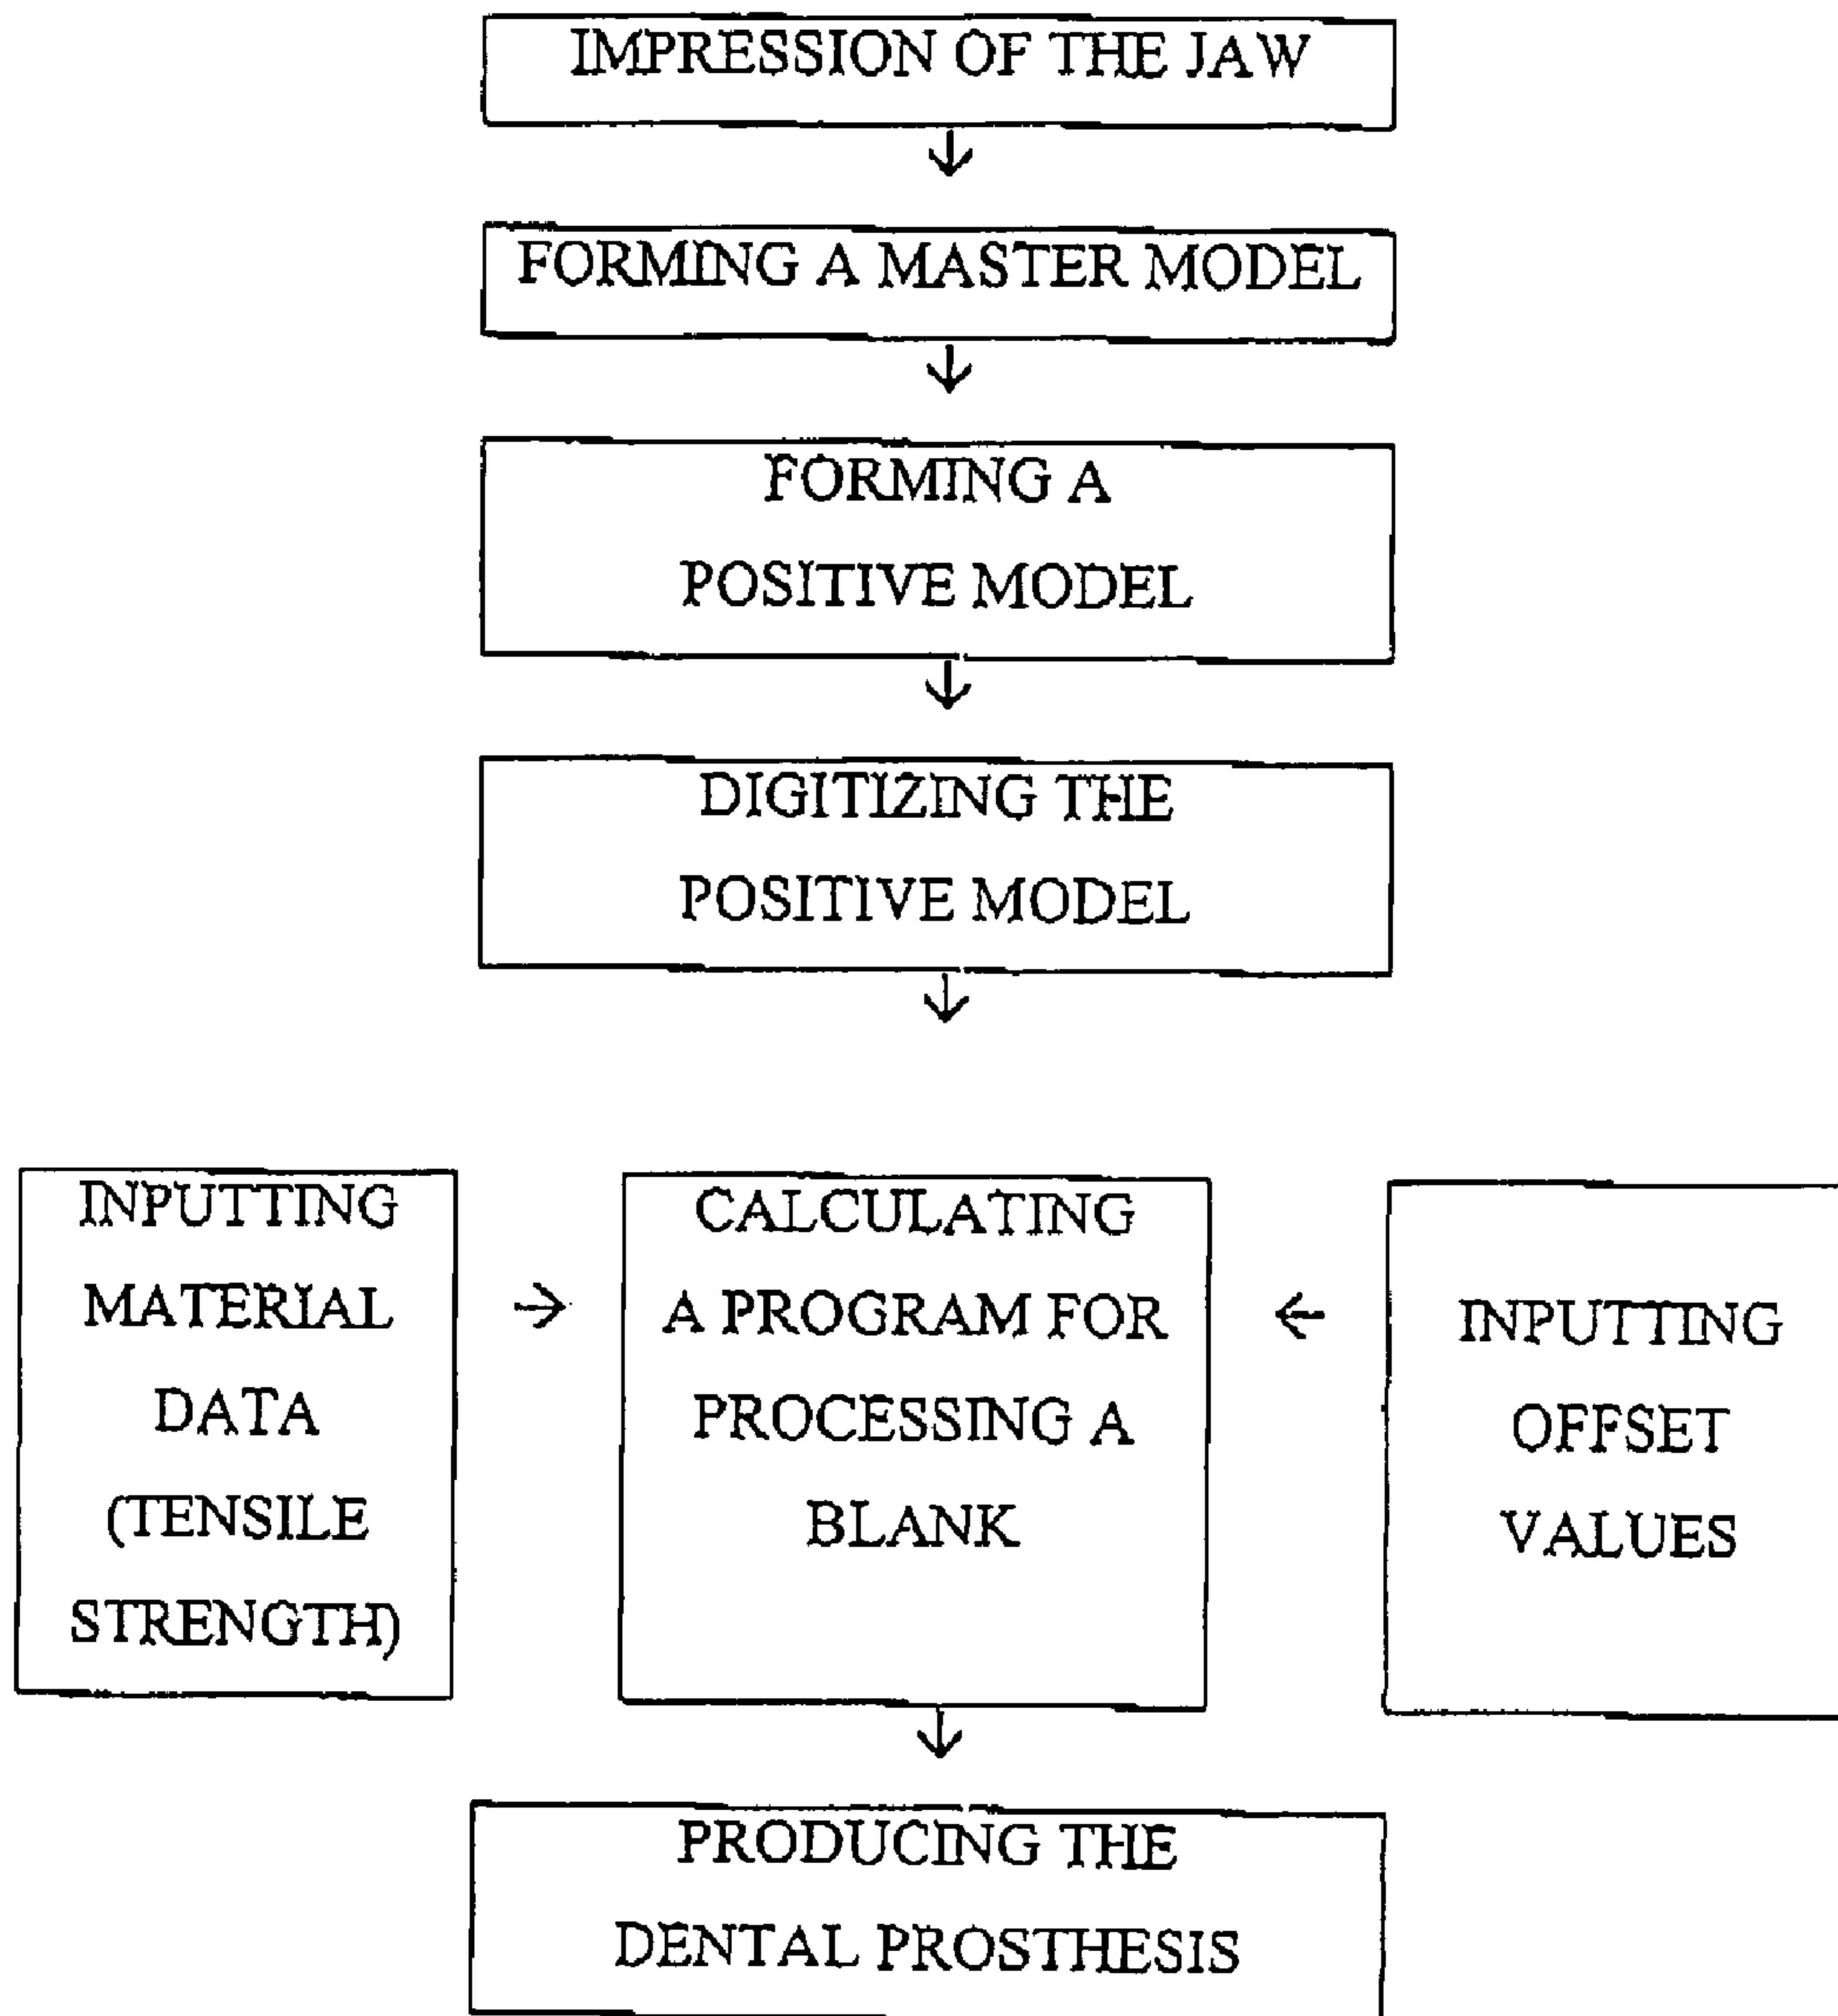 IMPRESSION OF THE JAW
FORMING A MASTER MODEL
FORMING A
POSITIVE MODEL
DIGITIZING THE
POSITIVE MODEL
INPUTTING
MATERIAL
DATA
(TENSILE
STRENGTH)
CALCULATING
A PROGRAM FOR
PROCESSING A
BLANK
INPUTTING
OFFSET
VALUES
PRODUCING THE
DENTAL PROSTHESIS